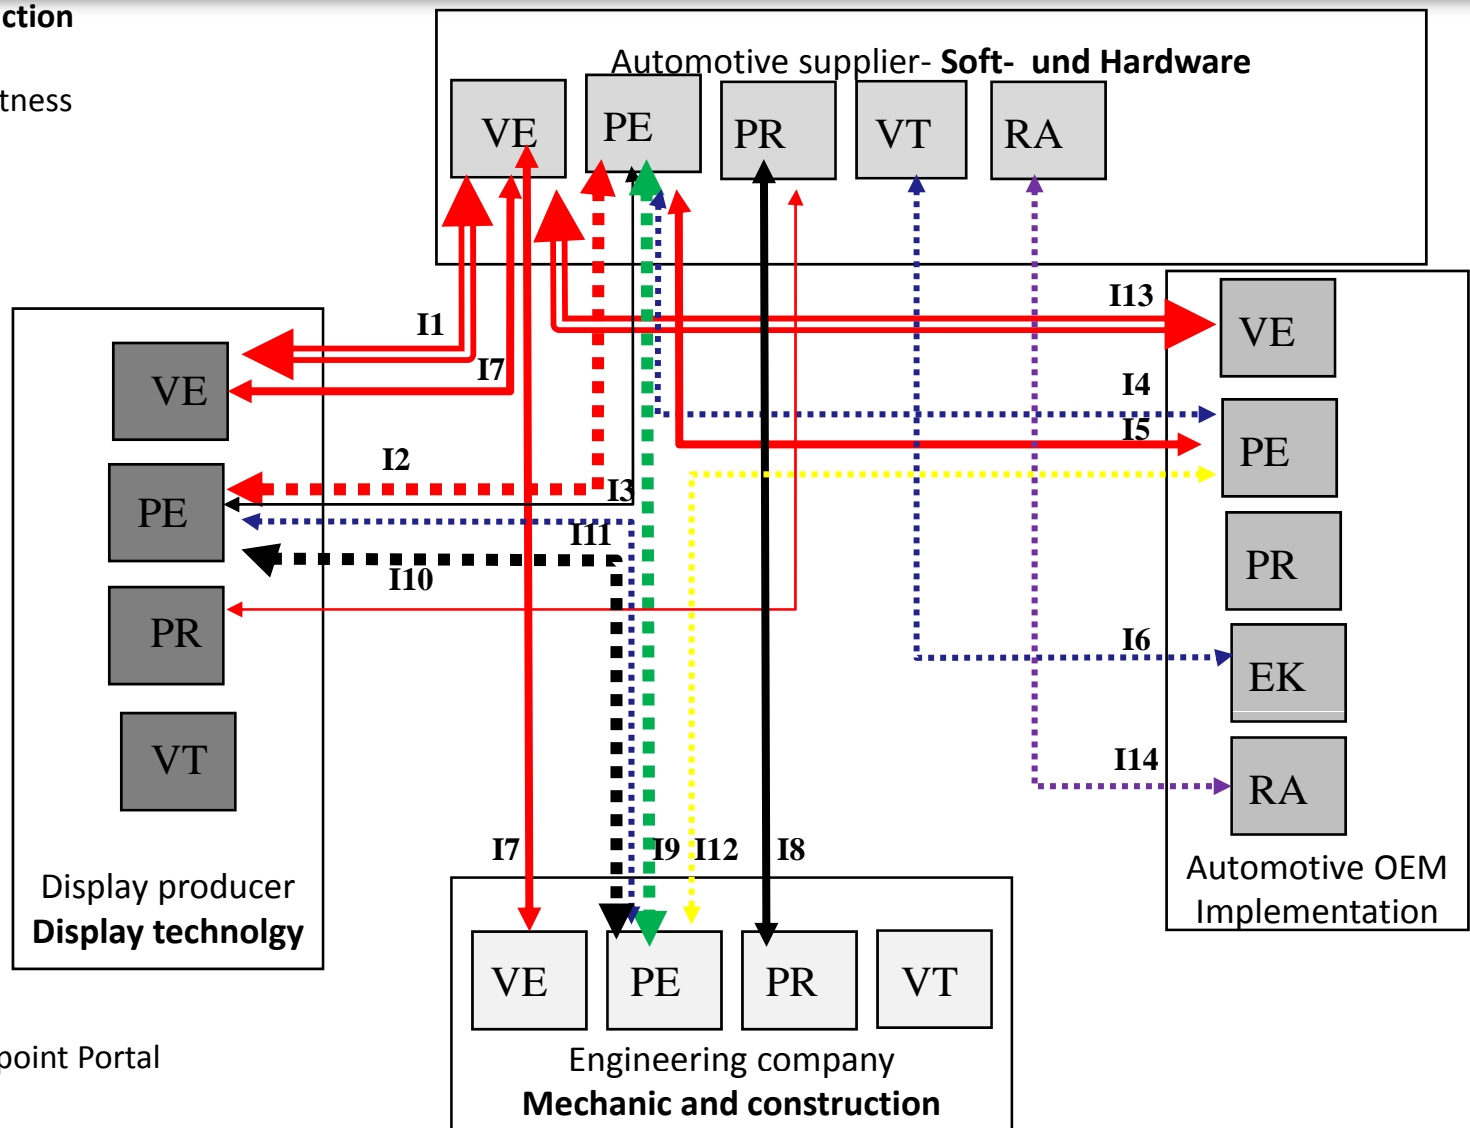 ction
tness
Automotive supplier- Soft- und Hardware
VE PE PR VT RA
I1
I7
I2
I3
I11
I10
I13
I4
I5
I6
I14
VE
PE
PR
VT
Display producer
Display technolgy
VE
PE
PR
EK
RA
Automotive OEM
Implementation
I7 I9 I12 I8
VE PE PR VT
Engineering company
Mechanic and construction
point Portal